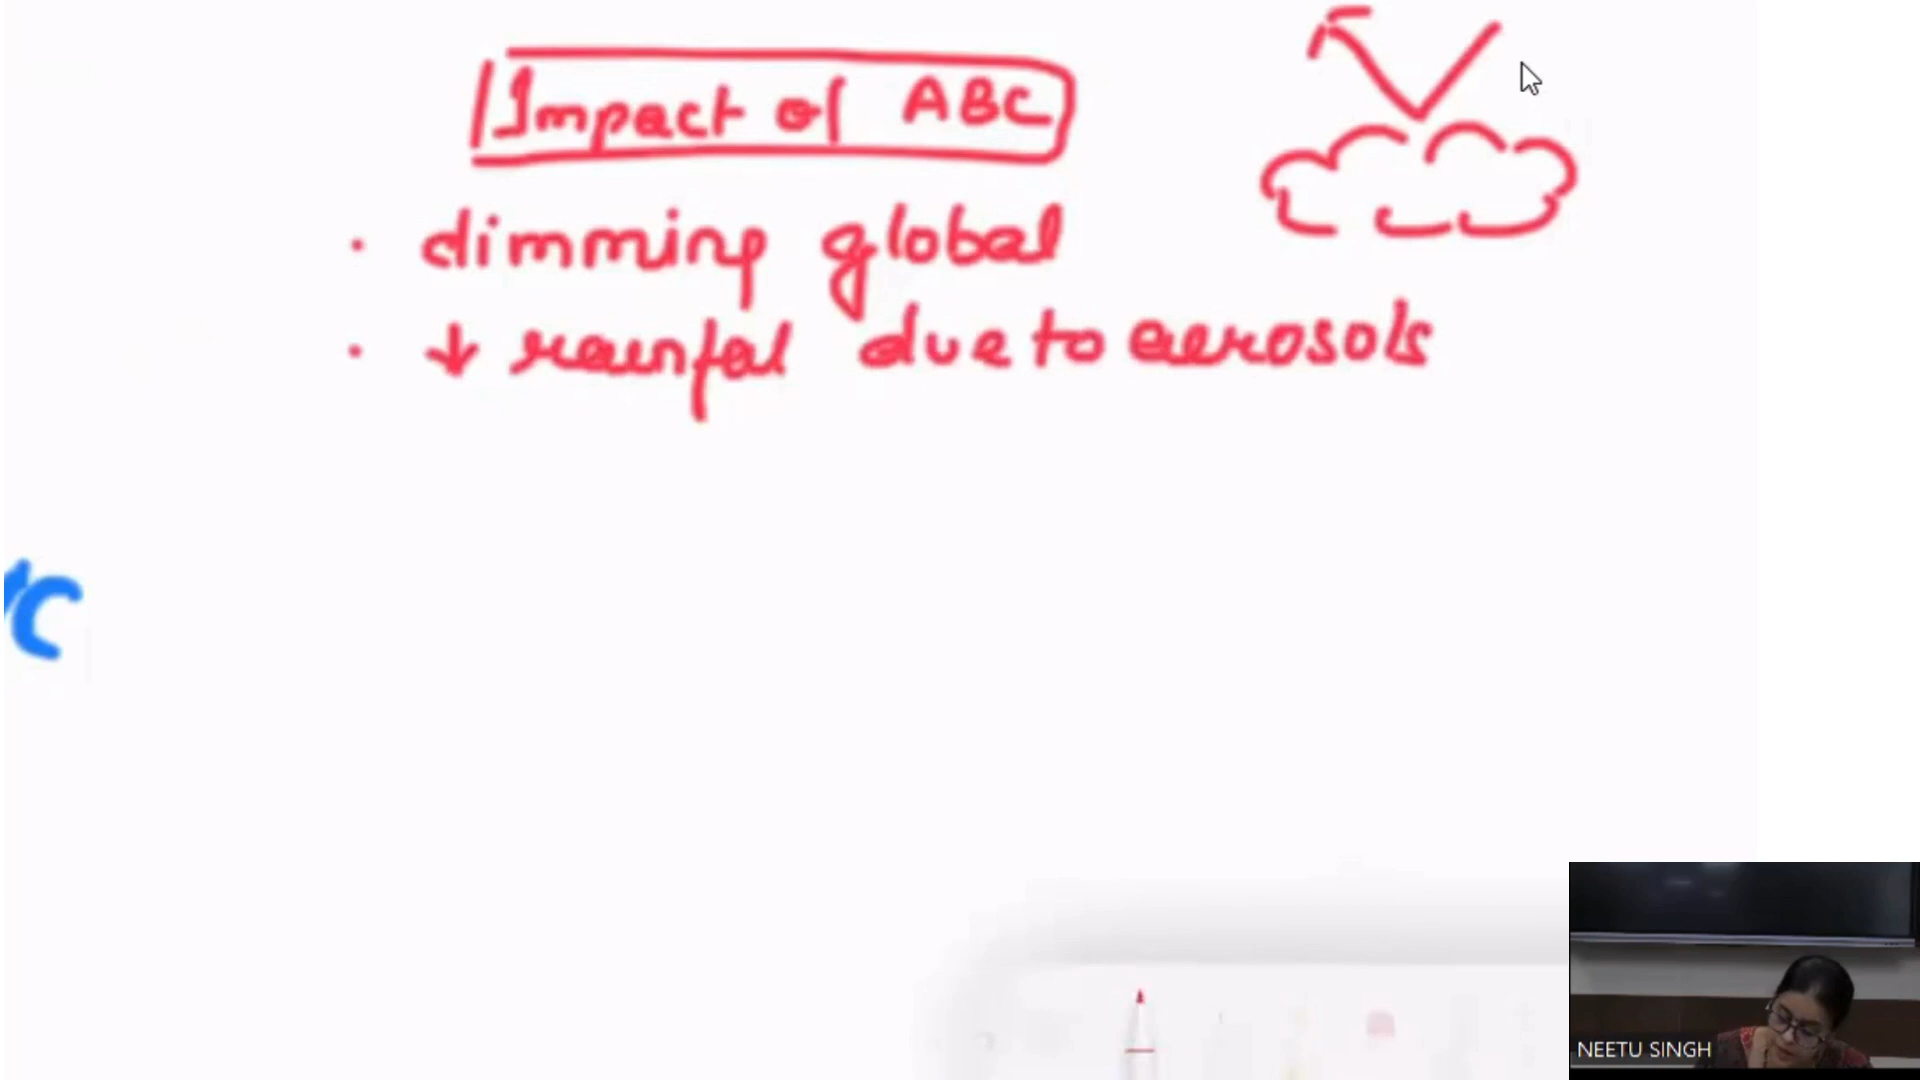 Impact of ABC
· dimming global
· ↓ rainfal due to aerosols
C
NEETU SINGH